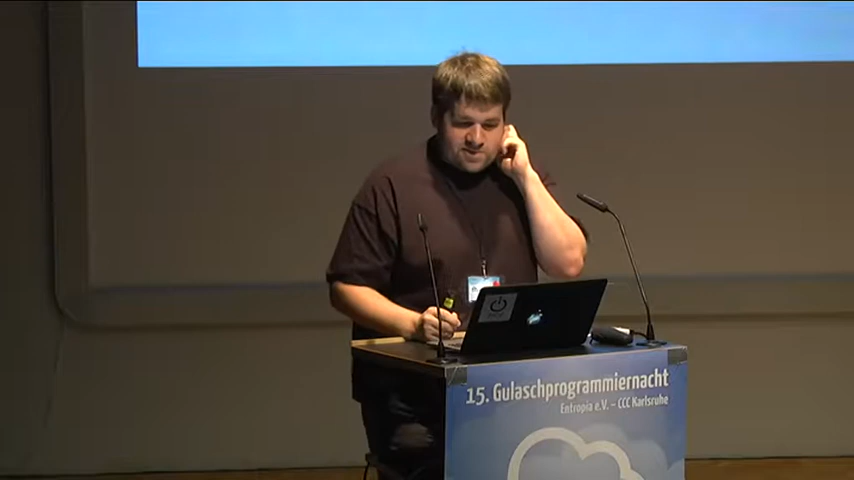 15. Gulaschprogrammiernacht
Entropia e.V. – CCC Karlsruhe